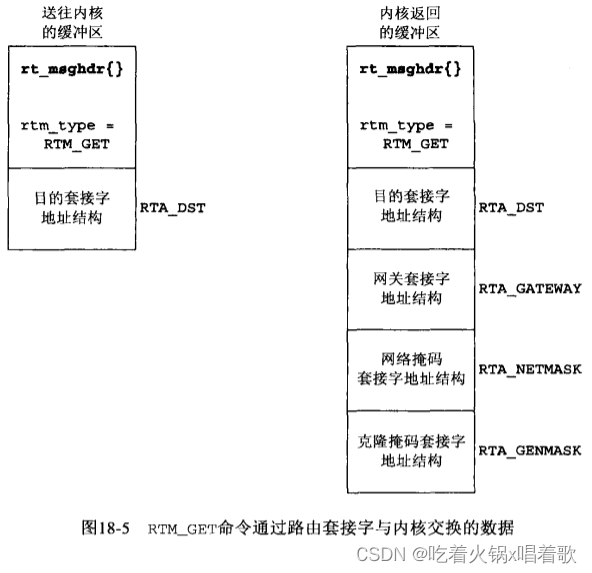 送往内核
的缓冲区
rt_msghdr{}
rtm_type =
RTM_GET
目的套接字
地址结构
RTA_DST
内核返回
的缓冲区
rt_msghdr{}
rtm_type =
RTM_GET
目的套接字
地址结构
RTA_DST
网关套接字
地址结构
RTA_GATEWAY
网络掩码
套接字地址结构
RTA_NETMASK
克隆掩码套接字
地址结构
RTA_GENMASK
图18-5 RTM_GET命令通过路由套接字与内核交换的数据
CSDN @吃着火锅x唱着歌